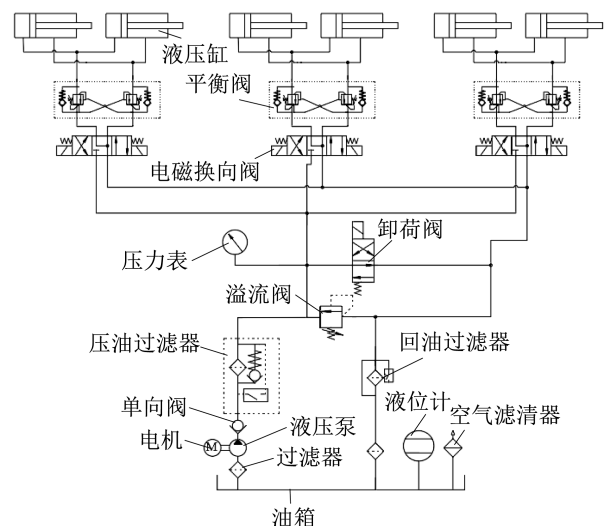 液压缸
平衡阀
电磁换向阀
卸荷阀
压力表
溢流阀
压油过滤器
回油过滤器
单向阀
液压泵
液位计
空气滤清器
电机
M
过滤器
油箱